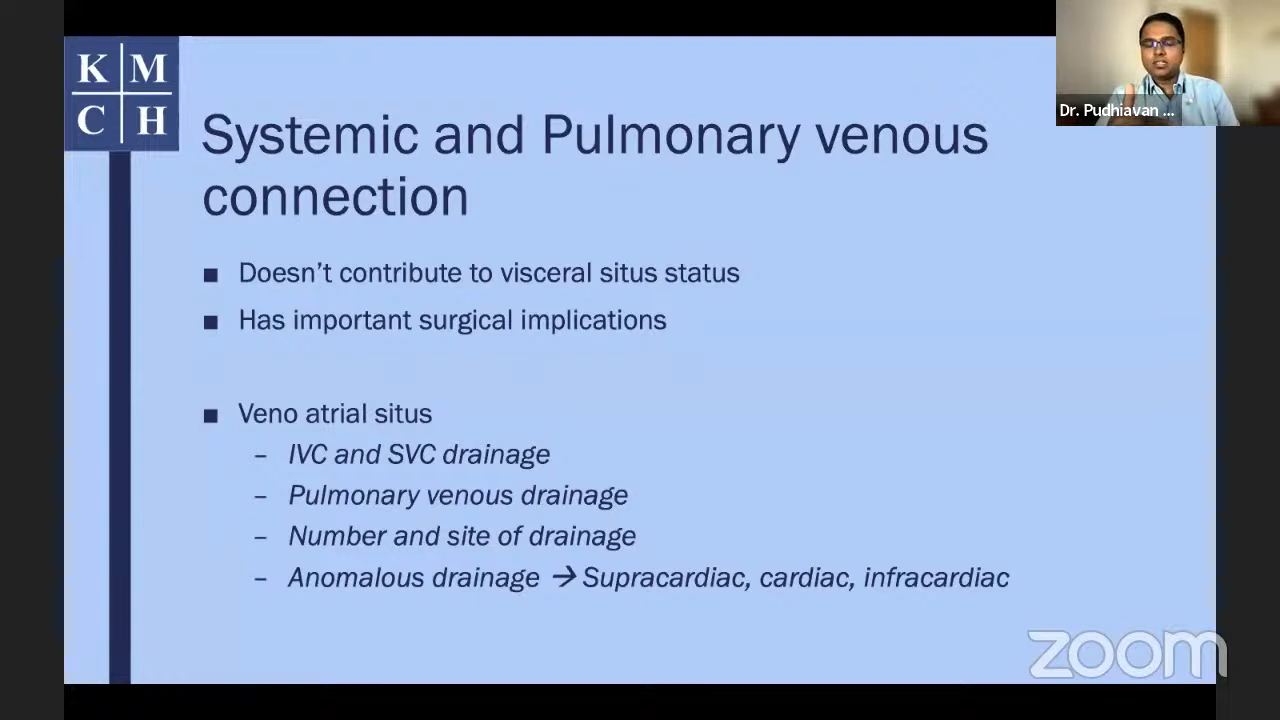 K M
C H
Dr. Pudhiavan ...
Systemic and Pulmonary venous
connection
■ Doesn't contribute to visceral situs status
■ Has important surgical implications
■ Veno atrial situs
– IVC and SVC drainage
– Pulmonary venous drainage
– Number and site of drainage
– Anomalous drainage → Supracardiac, cardiac, infracardiac
zoom